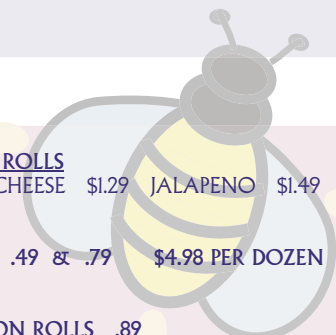 ROLLS
CHEESE $1.29 JALAPENO $1.49
.49 & .79 $4.98 PER DOZEN
ON ROLLS .89